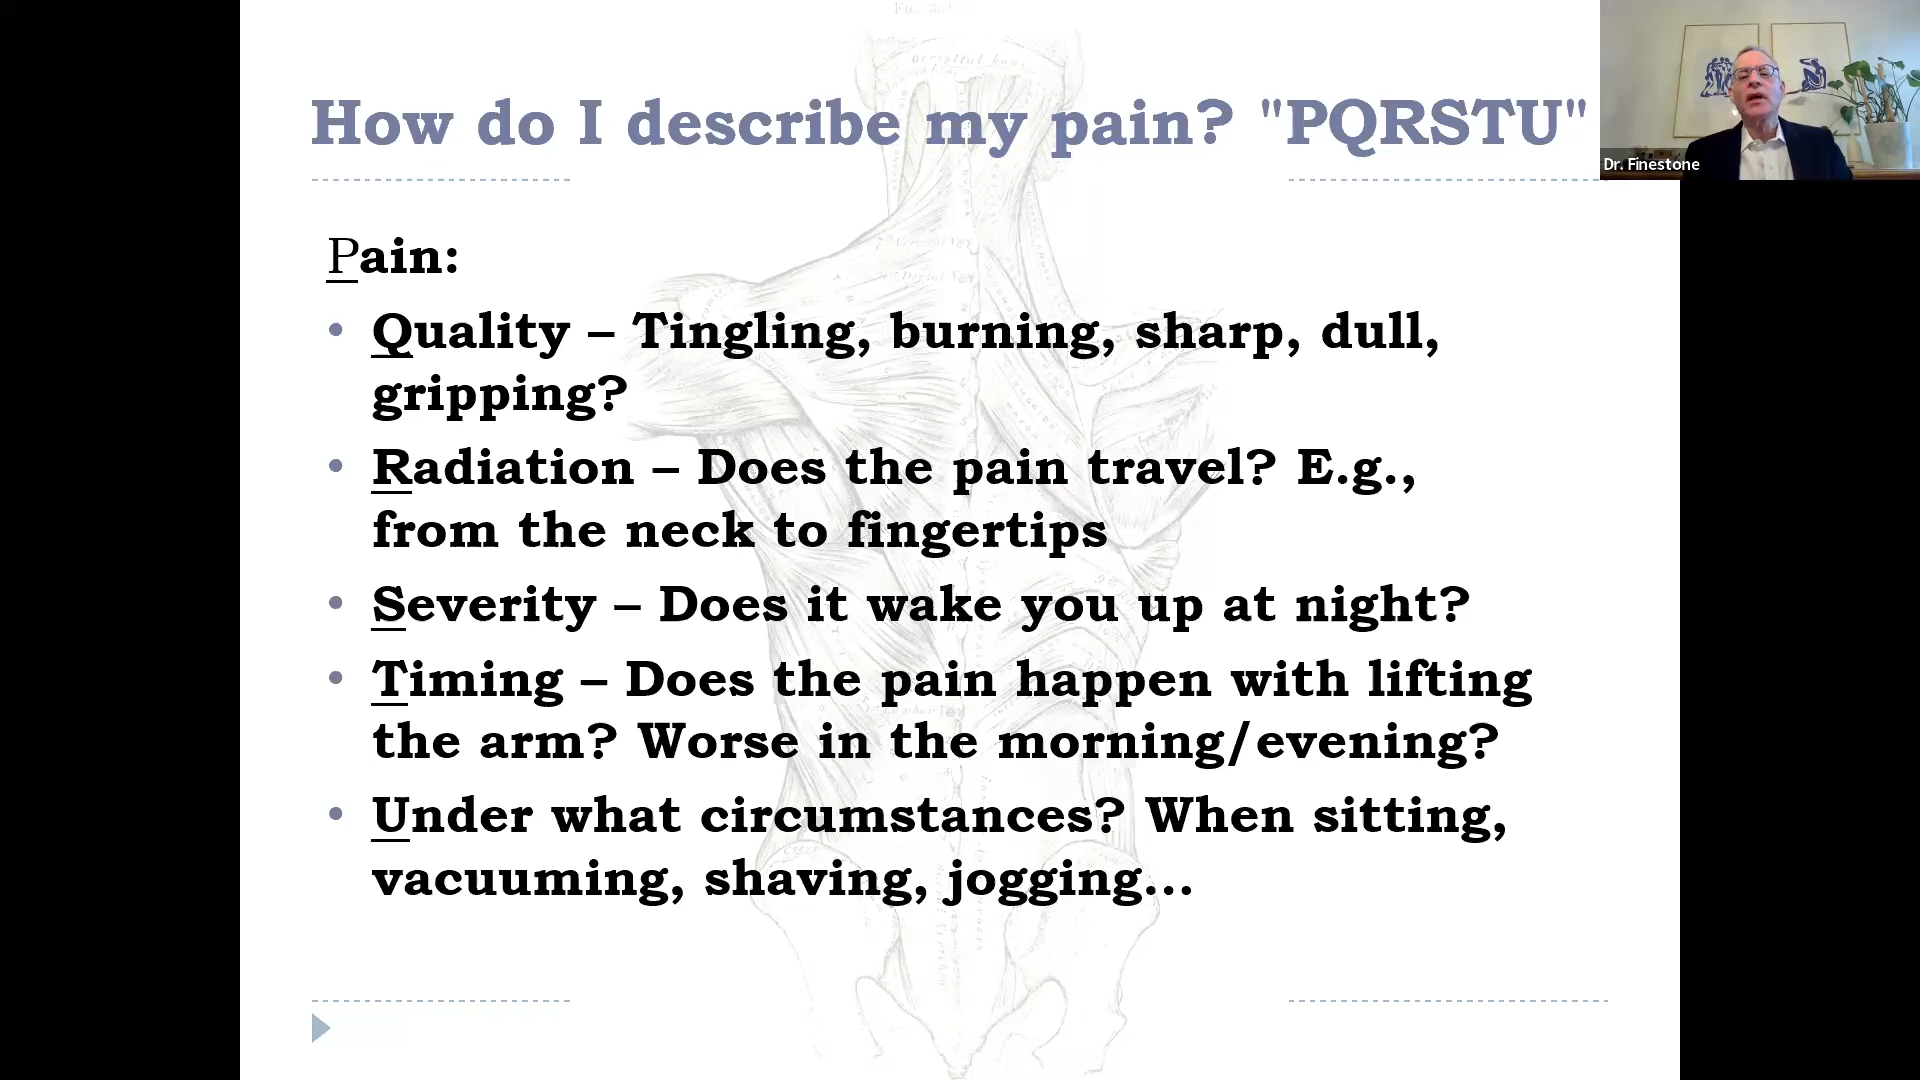 How do I describe my pain? "PQRSTU"
Dr. Finestone
Pain:
• Quality – Tingling, burning, sharp, dull,
gripping?
• Radiation – Does the pain travel? E.g.,
from the neck to fingertips
• Severity – Does it wake you up at night?
• Timing – Does the pain happen with lifting
the arm? Worse in the morning/evening?
• Under what circumstances? When sitting,
vacuuming, shaving, jogging...